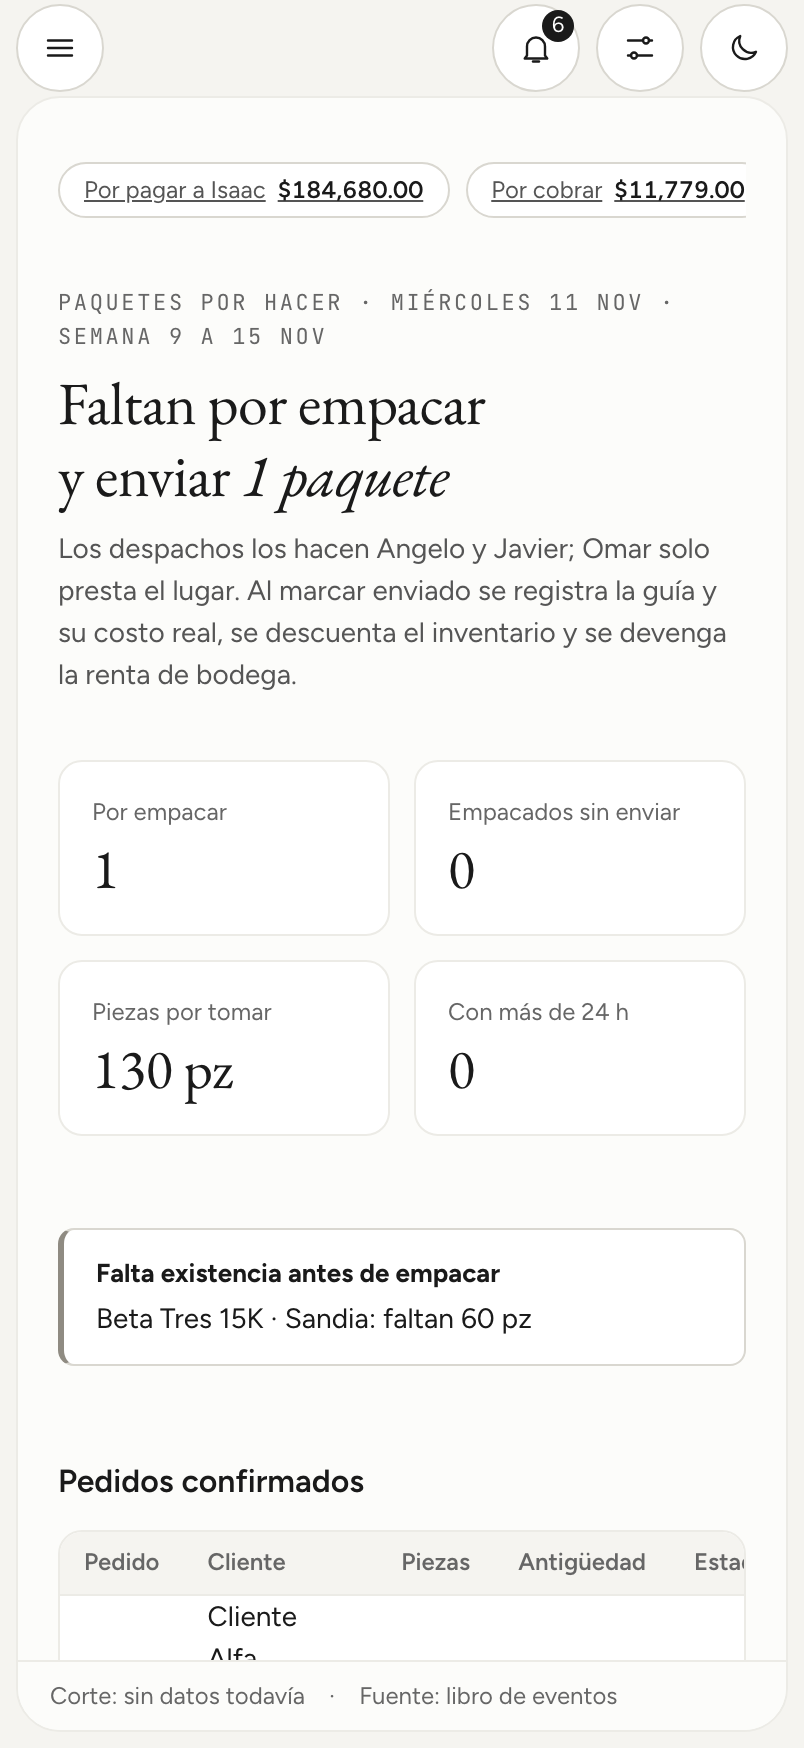 6
Por pagar a Isaac $184,680.00 Por cobrar $11,779.00
PAQUETES POR HACER · MIÉRCOLES 11 NOV ·
SEMANA 9 A 15 NOV
Faltan por empacar
y enviar 1 paquete
Los despachos los hacen Angelo y Javier; Omar solo
presta el lugar. Al marcar enviado se registra la guía y
su costo real, se descuenta el inventario y se devenga
la renta de bodega.
Por empacar
1
Empacados sin enviar
0
Piezas por tomar
130 pz
Con más de 24 h
0
Falta existencia antes de empacar
Beta Tres 15K · Sandia: faltan 60 pz
Pedidos confirmados
Pedido Cliente Piezas Antigüedad
Cliente
Alfa
Corte: sin datos todavía · Fuente: libro de eventos